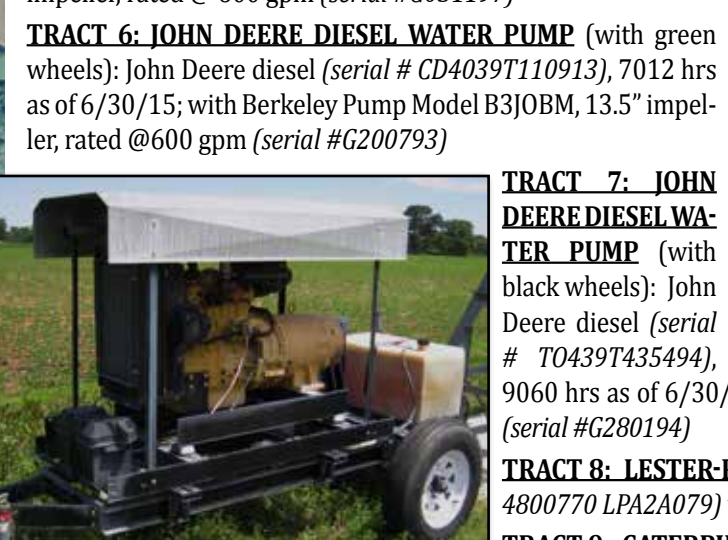 TRACT 6: JOHN DEERE DIESEL WATER PUMP (with green
wheels): John Deere diesel (serial # CD4039T110913), 7012 hrs
as of 6/30/15; with Berkeley Pump Model B3JOBM, 13.5” impel-
ler, rated @600 gpm (serial #G200793)
TRACT 7: JOHN
DEERE DIESEL WA-
TER PUMP (with
black wheels): John
Deere diesel (serial
# TO439T435494),
9060 hrs as of 6/30/
(serial #G280194)
TRACT 8: LESTER-
4800770 LPA2A079)